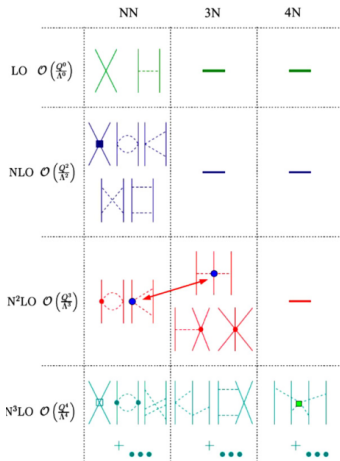 NN 3N 4N
LO 𝒪(Q⁰/Λ⁰)
NLO 𝒪(Q²/Λ²)
N²LO 𝒪(Q³/Λ³)
N³LO 𝒪(Q⁴/Λ⁴)
+ ••• + ••• + •••